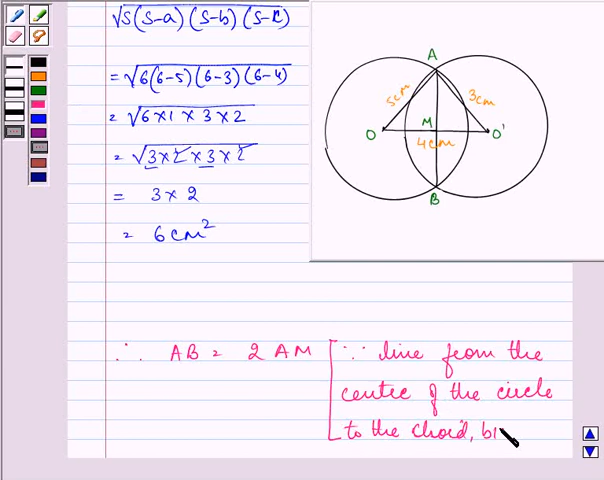 √s(s-a)(s-b)(s-c)
= √6(6-5)(6-3)(6-4)
= √6×1×3×2
= √3×2×3×2
= 3×2
= 6 cm²
A
5cm
3cm
O
M
O'
4cm
B
∴ AB = 2 AM [∵ line from the
centre of the circle
to the chord,